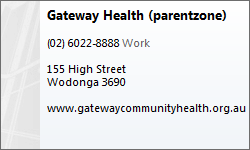 Gateway Health (parentzone)
(02) 6022-8888 Work
155 High Street
Wodonga 3690
www.gatewaycommunityhealth.org.au